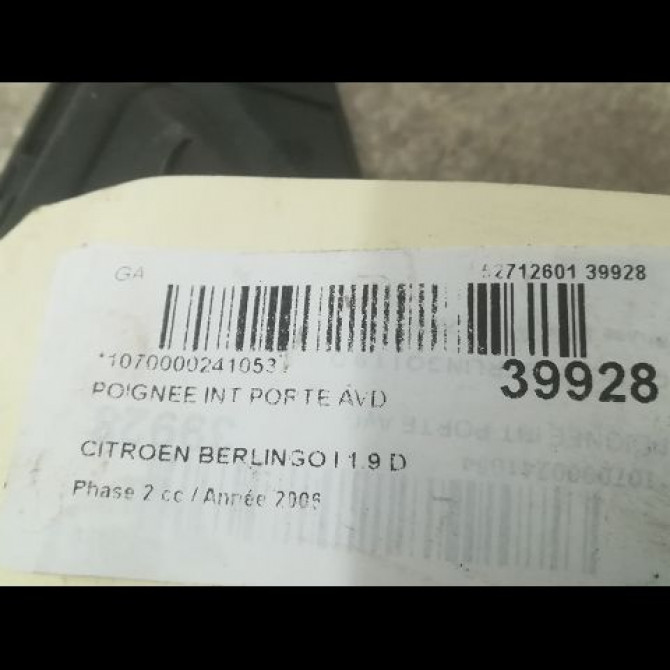 GA
52712601 39928
*1070000241053*
39928
POIGNEE INT PORTE AVD
CITROEN BERLINGO I 1.9 D
Phase 2 cc / Année 2006